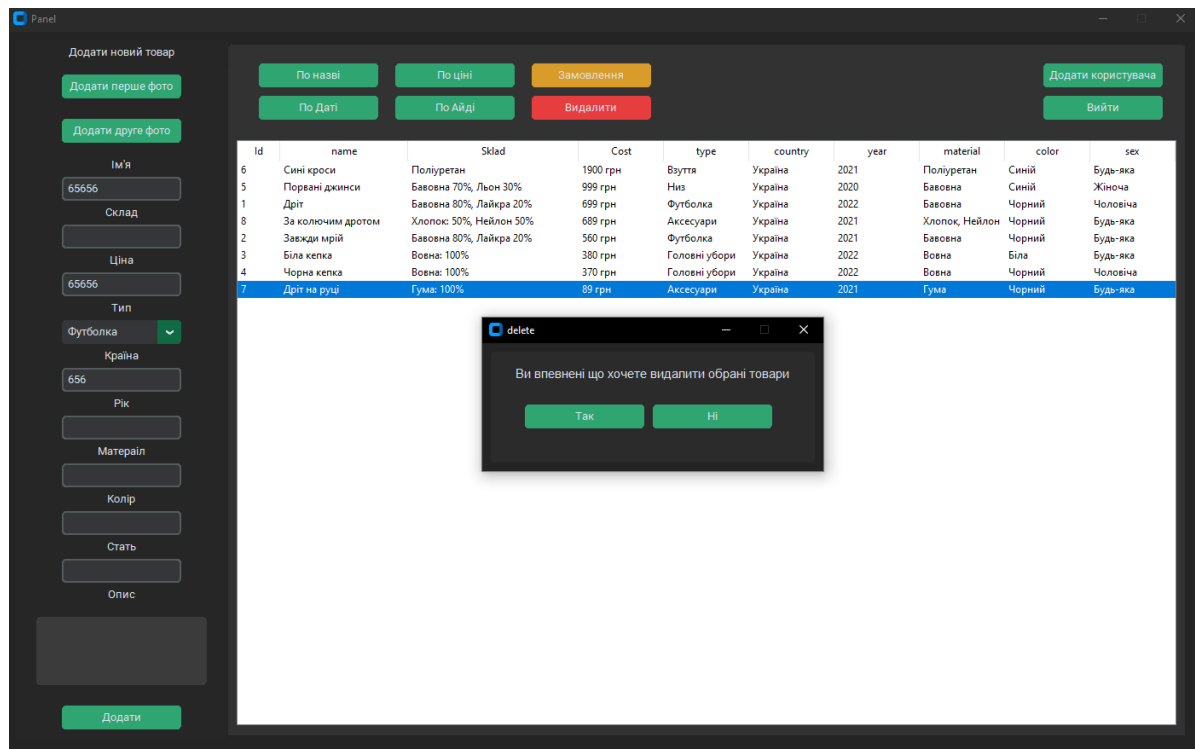 Panel
Додати новий товар
Додати перше фото
Додати друге фото
Ім'я
65656
Склад
Ціна
65656
Тип
Футболка
Країна
656
Рік
Матераіл
Колір
Стать
Опис
Додати
По назві По ціні Замовлення Додати користувача
По Даті По Айді Видалити Вийти
Id name Sklad Cost type country year material color sex
6 Сині кроси Поліуретан 1900 грн Взуття Україна 2021 Поліуретан Синій Будь-яка
5 Порвані джинси Бавовна 70%, Льон 30% 999 грн Низ Україна 2020 Бавовна Синій Жіноча
1 Дріт Бавовна 80%, Лайкра 20% 699 грн Футболка Україна 2022 Бавовна Чорний Чоловіча
8 За колючим дротом Хлопок: 50%, Нейлон 50% 689 грн Аксесуари Україна 2021 Хлопок, Нейлон Чорний Будь-яка
2 Завжди мрій Бавовна 80%, Лайкра 20% 560 грн Футболка Україна 2021 Бавовна Чорний Будь-яка
3 Біла кепка Вовна: 100% 380 грн Головні убори Україна 2022 Вовна Біла Будь-яка
4 Чорна кепка Вовна: 100% 370 грн Головні убори Україна 2022 Вовна Чорний Чоловіча
7 Дріт на руці Гума: 100% 89 грн Аксесуари Україна 2021 Гума Чорний Будь-яка
delete
Ви впевнені що хочете видалити обрані товари
Так Ні